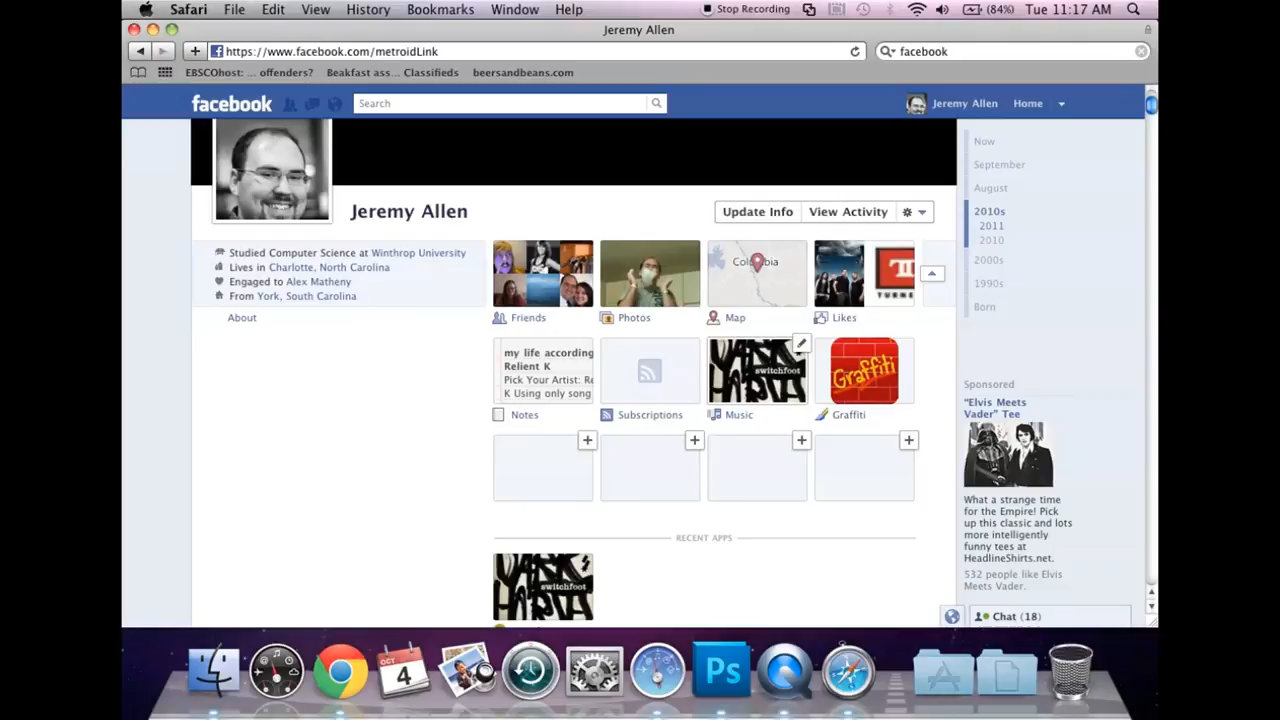 Safari File Edit View History Bookmarks Window Help Stop Recording (84%) Tue 11:17 AM
Jeremy Allen
https://www.facebook.com/metroidLink facebook
EBSCOhost: ... offenders? Beakfast ass... Classifieds beersandbeans.com
facebook Search Jeremy Allen Home
Jeremy Allen
Update Info View Activity
Studied Computer Science at Winthrop University
Lives in Charlotte, North Carolina
Engaged to Alex Matheny
From York, South Carolina
About
Friends Photos Map Likes
my life according
Relient K
Pick Your Artist: Re
K Using only song
switchfoot
Graffiti
Notes Subscriptions Music Graffiti
RECENT APPS
switchfoot
Now
September
August
2010s
2011
2010
2000s
1990s
Born
Sponsored
“Elvis Meets
Vader” Tee
What a strange time
for the Empire! Pick
up this classic and lots
more intelligently
funny tees at
HeadlineShirts.net.
532 people like Elvis
Meets Vader.
Chat (18)
OCT
4
Ps